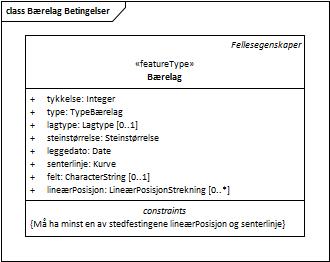 class Bærelag Betingelser
Fellesegenskaper
«featureType»
Bærelag
+ tykkelse: Integer
+ type: TypeBærelag
+ lagtype: Lagtype [0..1]
+ steinstørrelse: Steinstørrelse
+ leggedato: Date
+ senterlinje: Kurve
+ felt: CharacterString [0..1]
+ lineærPosisjon: LineærPosisjonStrekning [0..*]
constraints
{Må ha minst en av stedfestingene lineærPosisjon og senterlinje}